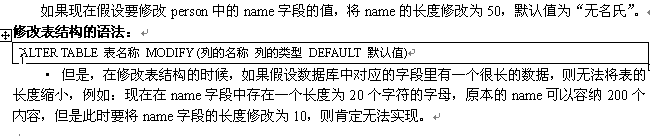 如果现在假设要修改 person 中的 name 字段的值，将 name 的长度修改为 50，默认值为“无名氏”。
修改表结构的语法：
ALTER TABLE 表名称 MODIFY(列的名称 列的类型 DEFAULT 默认值)
· 但是，在修改表结构的时候，如果假设数据库中对应的字段里有一个很长的数据，则无法将表的
长度缩小，例如：现在在 name 字段中存在一个长度为 20 个字符的字母，原本的 name 可以容纳 200 个
内容，但是此时要将 name 字段的长度修改为 10，则肯定无法实现。